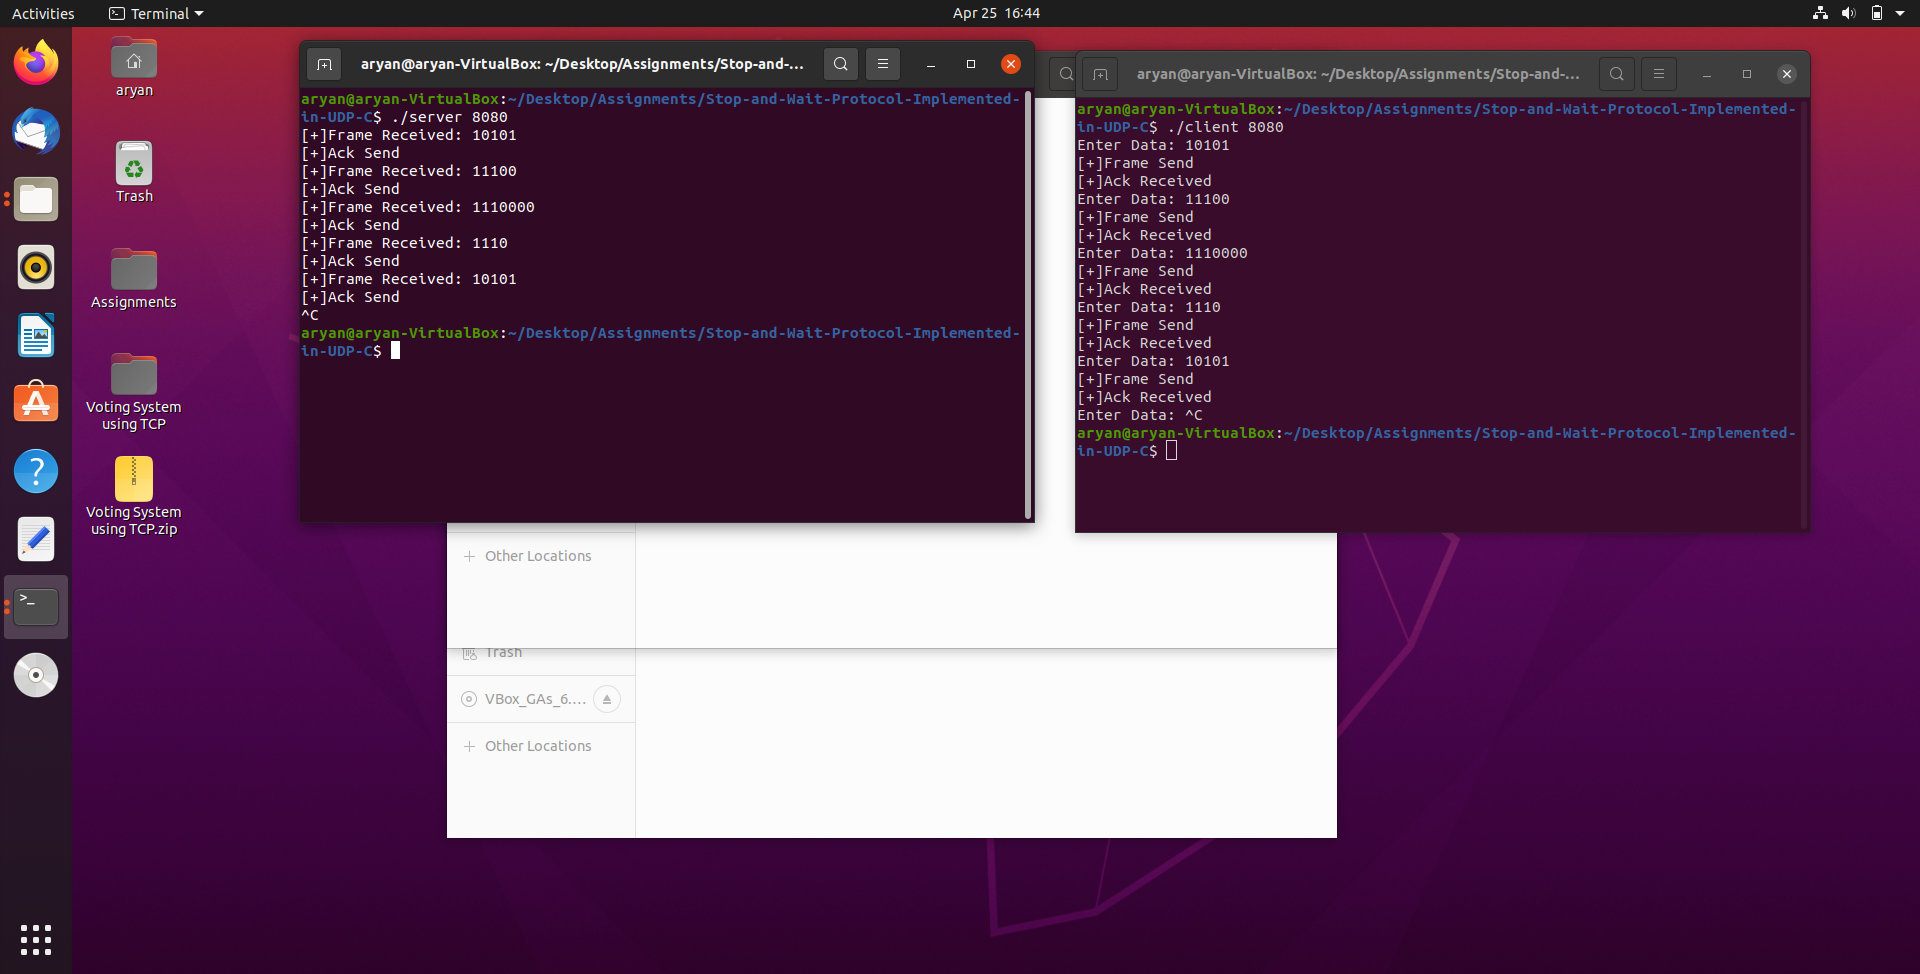 Activities
Terminal
Apr 25 16:44
aryan
Trash
Assignments
Voting System
using TCP
Voting System
using TCP.zip
aryan@aryan-VirtualBox: ~/Desktop/Assignments/Stop-and-...
aryan@aryan-VirtualBox:~/Desktop/Assignments/Stop-and-Wait-Protocol-Implemented-
in-UDP-C$ ./server 8080
[+]Frame Received: 10101
[+]Ack Send
[+]Frame Received: 11100
[+]Ack Send
[+]Frame Received: 1110000
[+]Ack Send
[+]Frame Received: 1110
[+]Ack Send
[+]Frame Received: 10101
[+]Ack Send
^C
aryan@aryan-VirtualBox:~/Desktop/Assignments/Stop-and-Wait-Protocol-Implemented-
in-UDP-C$
aryan@aryan-VirtualBox: ~/Desktop/Assignments/Stop-and-...
aryan@aryan-VirtualBox:~/Desktop/Assignments/Stop-and-Wait-Protocol-Implemented-
in-UDP-C$ ./client 8080
Enter Data: 10101
[+]Frame Send
[+]Ack Received
Enter Data: 11100
[+]Frame Send
[+]Ack Received
Enter Data: 1110000
[+]Frame Send
[+]Ack Received
Enter Data: 1110
[+]Frame Send
[+]Ack Received
Enter Data: 10101
[+]Frame Send
[+]Ack Received
Enter Data: ^C
aryan@aryan-VirtualBox:~/Desktop/Assignments/Stop-and-Wait-Protocol-Implemented-
in-UDP-C$
+ Other Locations
Trash
VBox_GAs_6....
+ Other Locations